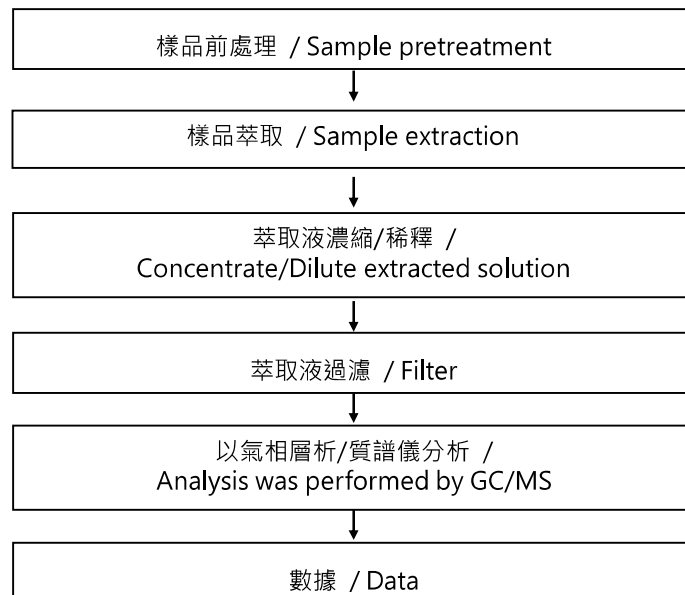 樣品前處理 / Sample pretreatment
樣品萃取 / Sample extraction
萃取液濃縮/稀釋 /
Concentrate/Dilute extracted solution
萃取液過濾 / Filter
以氣相層析/質譜儀分析 /
Analysis was performed by GC/MS
數據 / Data